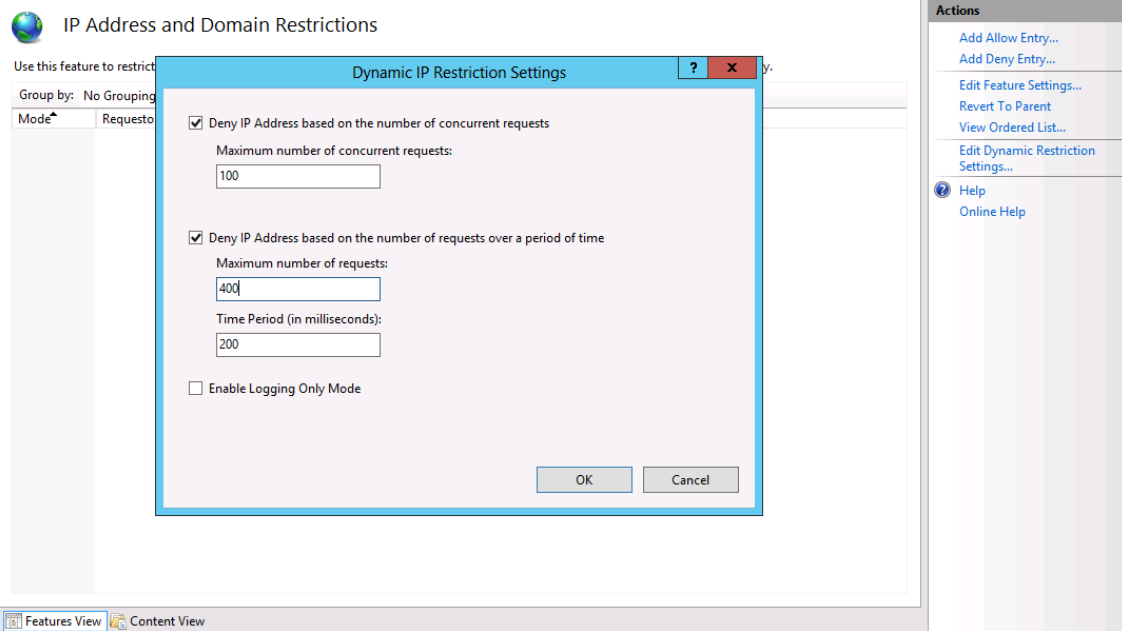 IP Address and Domain Restrictions
Use this feature to restrict
y.
Group by: No Grouping
Mode Requesto
Dynamic IP Restriction Settings
?
x
Deny IP Address based on the number of concurrent requests
Maximum number of concurrent requests:
100
Deny IP Address based on the number of requests over a period of time
Maximum number of requests:
400
Time Period (in milliseconds):
200
Enable Logging Only Mode
OK Cancel
Features View Content View
Actions
Add Allow Entry...
Add Deny Entry...
Edit Feature Settings...
Revert To Parent
View Ordered List...
Edit Dynamic Restriction
Settings...
? Help
Online Help